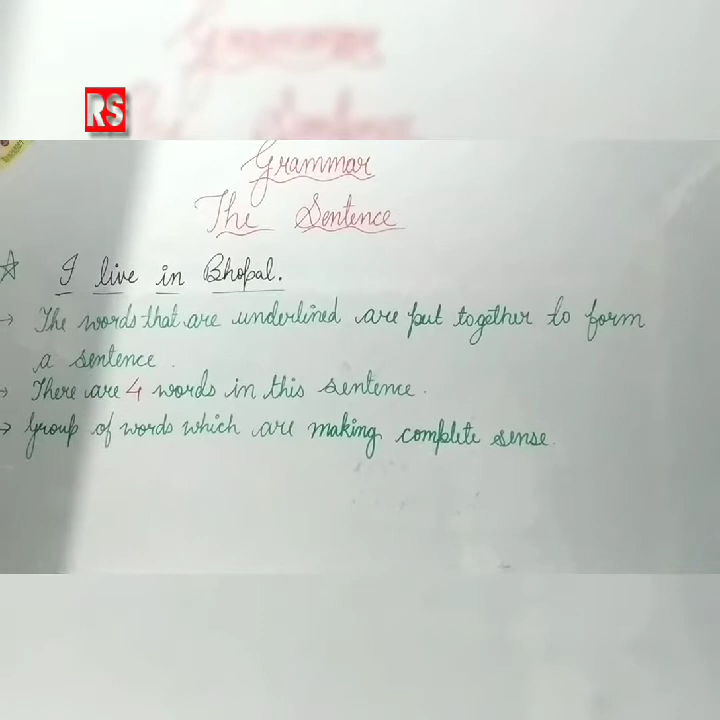 RS
Grammar
The Sentence
☆ I live in Bhopal.
→ The words that are underlined are put together to form
a sentence.
→ There are 4 words in this sentence.
→ Group of words which are making complete sense.